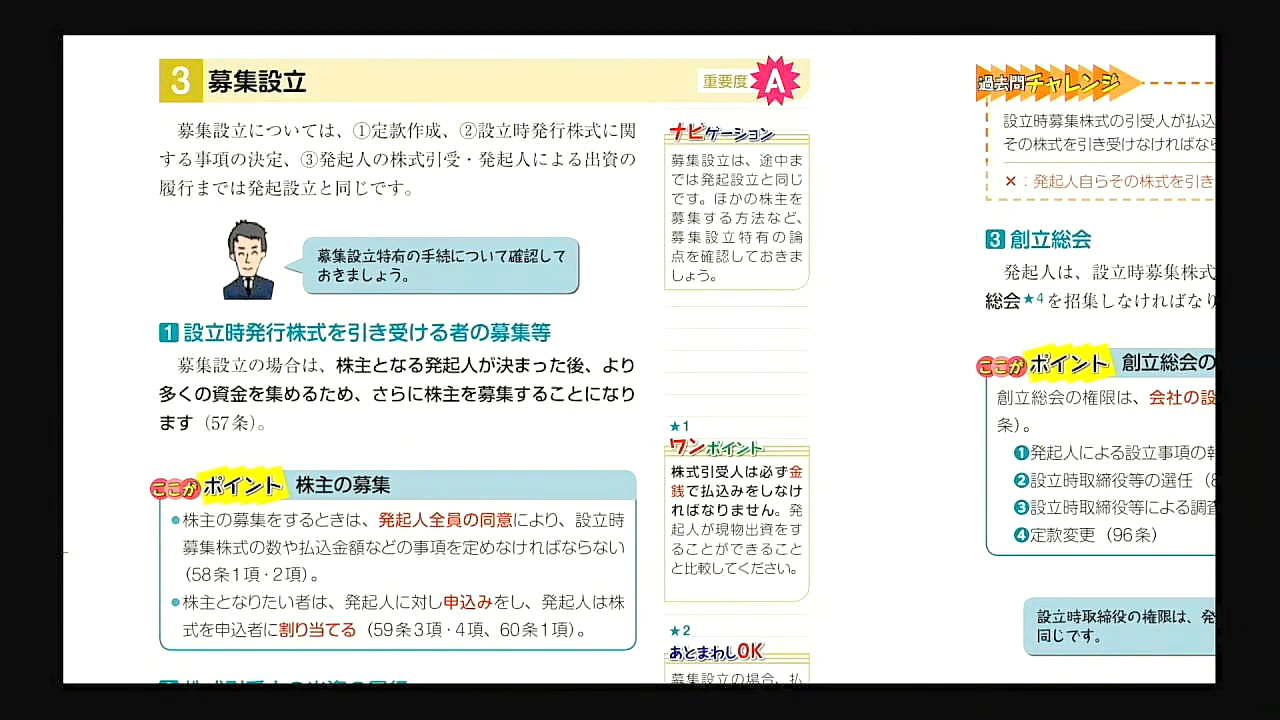 3 募集設立
重要度 A
募集設立については、①定款作成、②設立時発行株式に関
する事項の決定、③発起人の株式引受・発起人による出資の
履行までは発起設立と同じです。
募集設立特有の手続について確認して
おきましょう。
1 設立時発行株式を引き受ける者の募集等
募集設立の場合は、株主となる発起人が決まった後、より
多くの資金を集めるため、さらに株主を募集することになり
ます（57条）。
ここがポイント 株主の募集
●株主の募集をするときは、発起人全員の同意により、設立時
募集株式の数や払込金額などの事項を定めなければならない
（58条1項・2項）。
●株主となりたい者は、発起人に対し申込みをし、発起人は株
式を申込者に割り当てる（59条3項・4項、60条1項）。
ナビゲーション
募集設立は、途中ま
では発起設立と同じ
です。ほかの株主を
募集する方法など、
募集設立特有の論
点を確認しておきま
しょう。
★1
ワンポイント
株式引受人は必ず金
銭で払込みをしなけ
ればなりません。発
起人が現物出資をす
ることができること
と比較してください。
★2
あとまわしOK
募集設立の場合、払
過去問チャレンジ
設立時募集株式の引受人が払込
その株式を引き受けなければなら
×：発起人自らその株式を引き
3 創立総会
発起人は、設立時募集株式
総会★4を招集しなければなり
ここがポイント 創立総会の
創立総会の権限は、会社の設
条）。
❶発起人による設立事項の報
❷設立時取締役等の選任（8
❸設立時取締役等による調査
❹定款変更（96条）
設立時取締役の権限は、発
同じです。